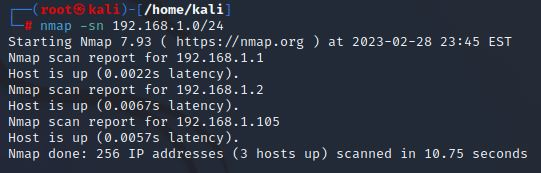 ┌──(root㉿kali)-[/home/kali]
└─# nmap -sn 192.168.1.0/24
Starting Nmap 7.93 ( https://nmap.org ) at 2023-02-28 23:45 EST
Nmap scan report for 192.168.1.1
Host is up (0.0022s latency).
Nmap scan report for 192.168.1.2
Host is up (0.0067s latency).
Nmap scan report for 192.168.1.105
Host is up (0.0057s latency).
Nmap done: 256 IP addresses (3 hosts up) scanned in 10.75 seconds